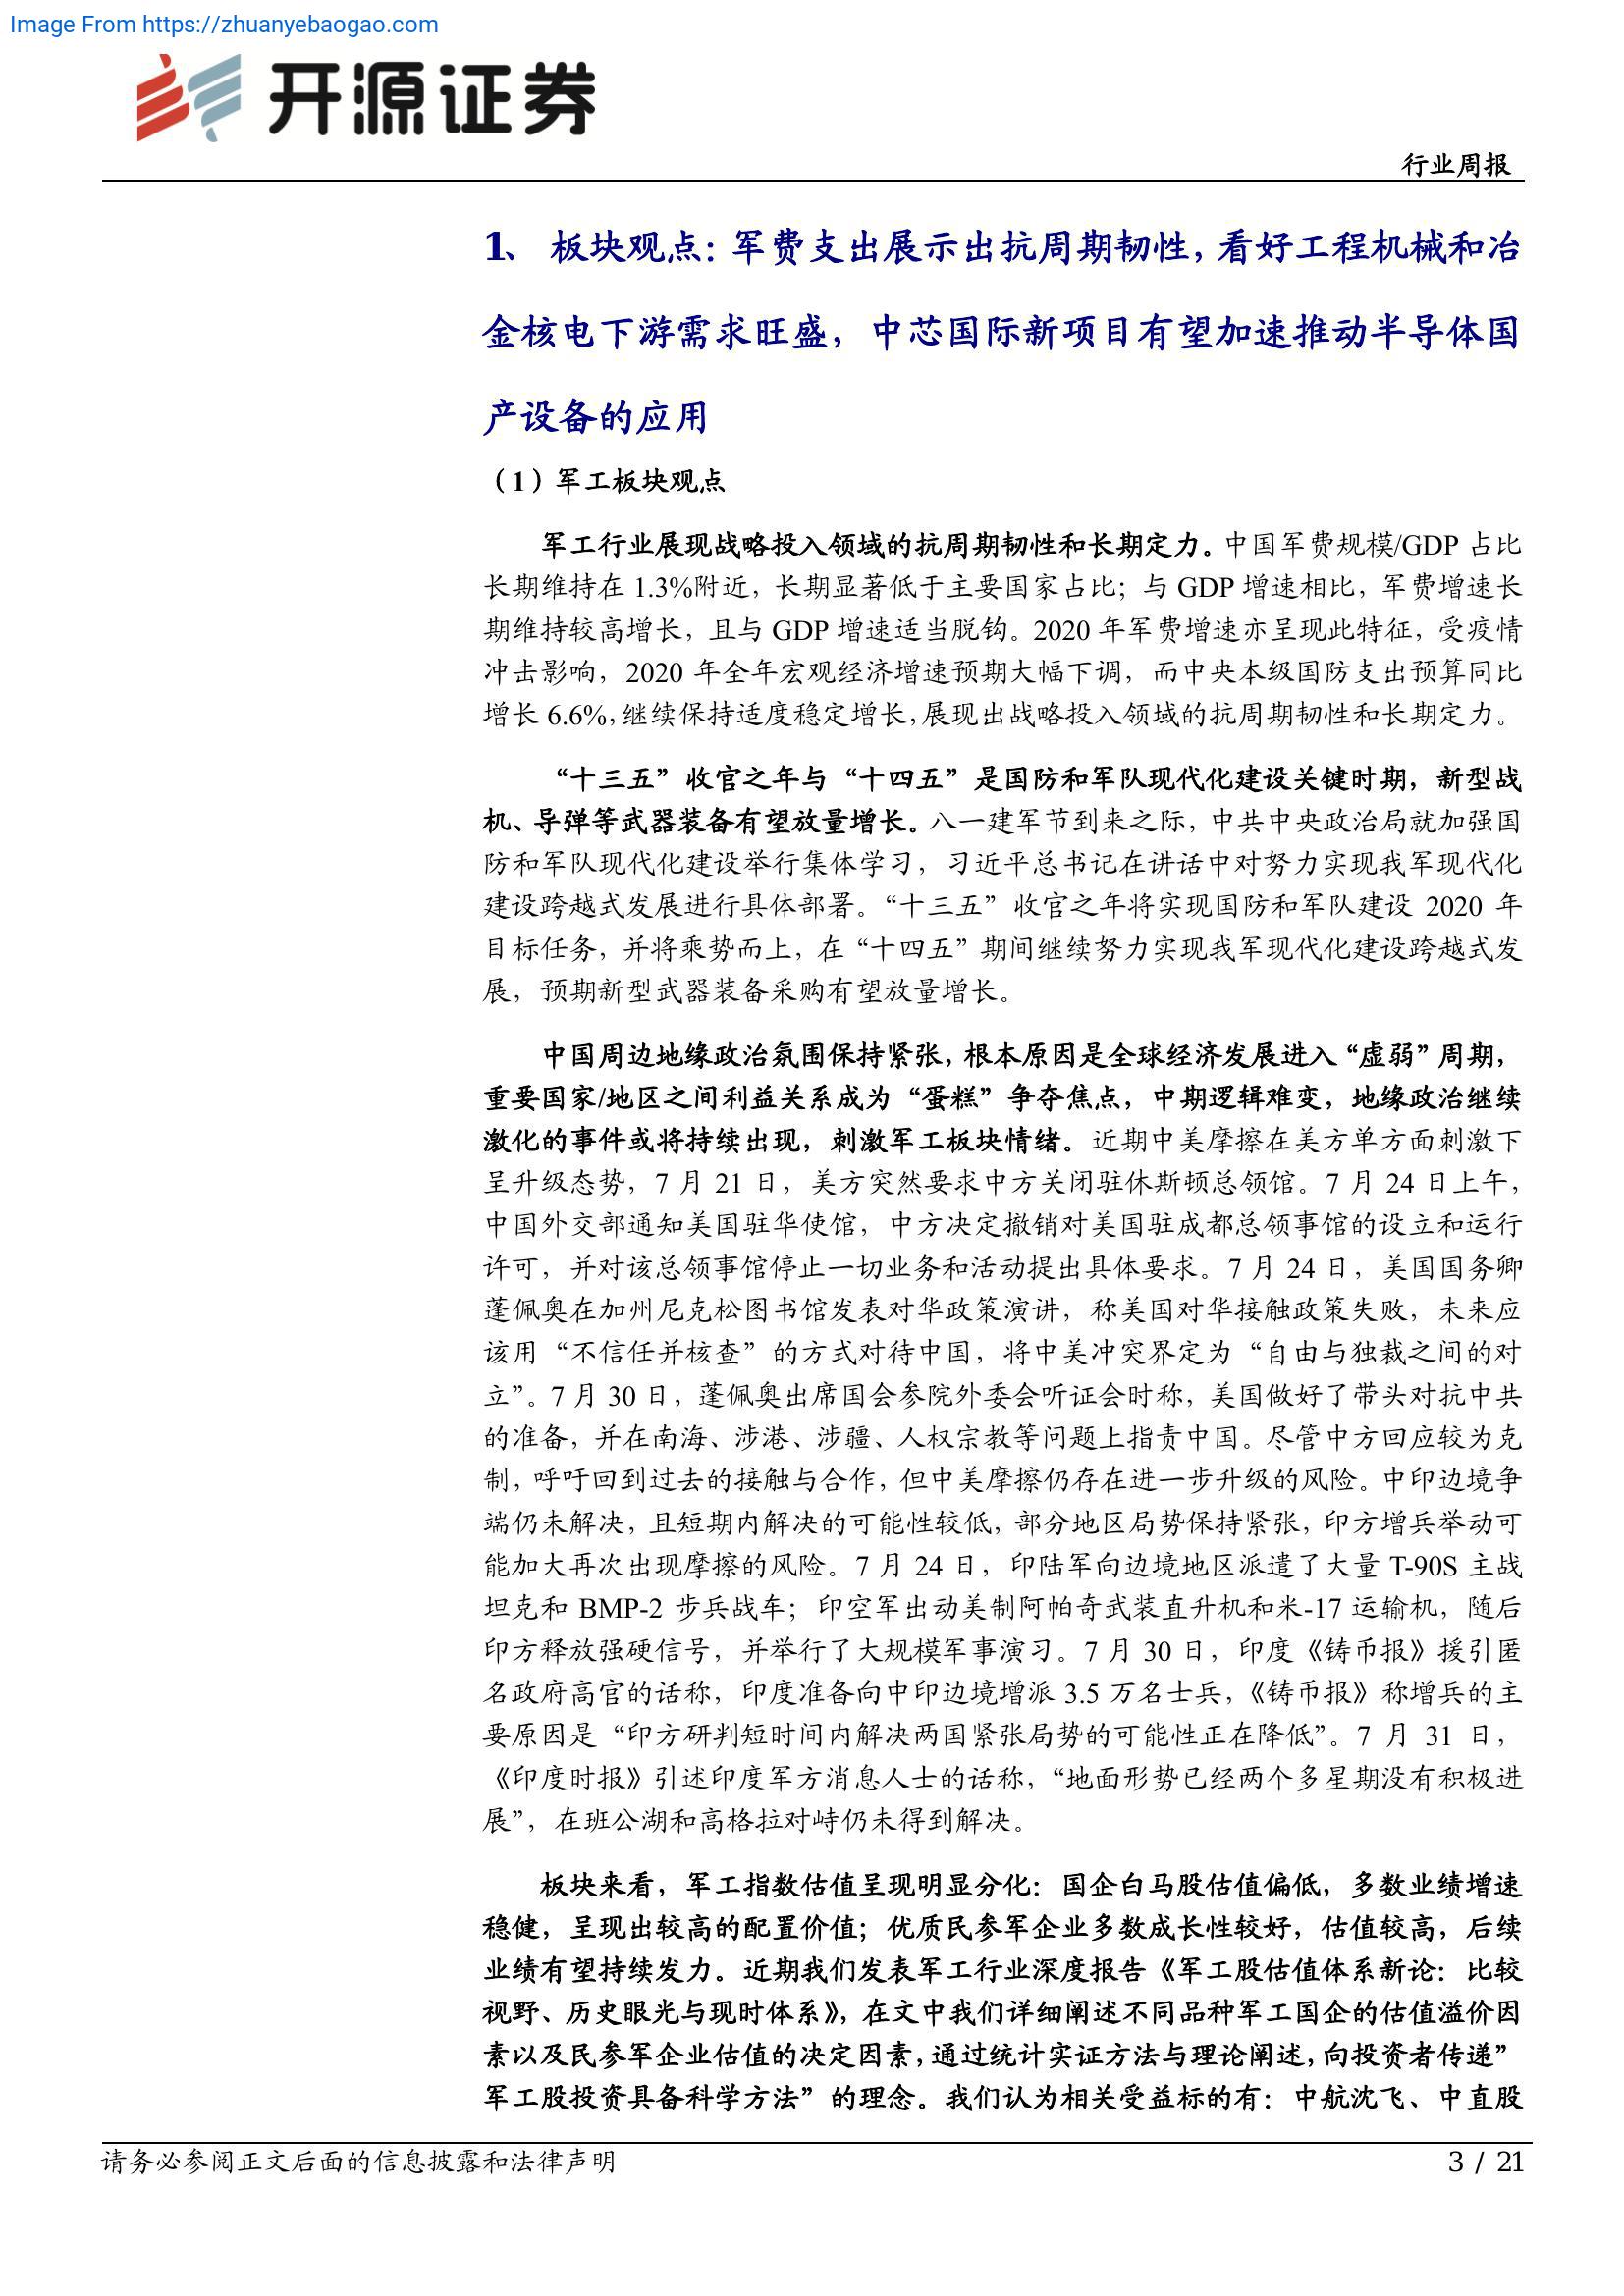 Image From https://zhuanyebaogao.com
开源证券
行业周报
1、 板块观点：军费支出展示出抗周期韧性，看好工程机械和冶
金核电下游需求旺盛，中芯国际新项目有望加速推动半导体国
产设备的应用
（1）军工板块观点
军工行业展现战略投入领域的抗周期韧性和长期定力。中国军费规模/GDP 占比
长期维持在 1.3%附近，长期显著低于主要国家占比；与 GDP 增速相比，军费增速长
期维持较高增长，且与 GDP 增速适当脱钩。2020 年军费增速亦呈现此特征，受疫情
冲击影响，2020 年全年宏观经济增速预期大幅下调，而中央本级国防支出预算同比
增长 6.6%，继续保持适度稳定增长，展现出战略投入领域的抗周期韧性和长期定力。
“十三五”收官之年与“十四五”是国防和军队现代化建设关键时期，新型战
机、导弹等武器装备有望放量增长。八一建军节到来之际，中共中央政治局就加强国
防和军队现代化建设举行集体学习，习近平总书记在讲话中对努力实现我军现代化
建设跨越式发展进行具体部署。“十三五”收官之年将实现国防和军队建设 2020 年
目标任务，并将乘势而上，在“十四五”期间继续努力实现我军现代化建设跨越式发
展，预期新型武器装备采购有望放量增长。
中国周边地缘政治氛围保持紧张，根本原因是全球经济发展进入“虚弱”周期，
重要国家/地区之间利益关系成为“蛋糕”争夺焦点，中期逻辑难变，地缘政治继续
激化的事件或将持续出现，刺激军工板块情绪。近期中美摩擦在美方单方面刺激下
呈升级态势，7 月 21 日，美方突然要求中方关闭驻休斯顿总领馆。7 月 24 日上午，
中国外交部通知美国驻华使馆，中方决定撤销对美国驻成都总领事馆的设立和运行
许可，并对该总领事馆停止一切业务和活动提出具体要求。7 月 24 日，美国国务卿
蓬佩奥在加州尼克松图书馆发表对华政策演讲，称美国对华接触政策失败，未来应
该用“不信任并核查”的方式对待中国，将中美冲突界定为“自由与独裁之间的对
立”。7 月 30 日，蓬佩奥出席国会参院外委会听证会时称，美国做好了带头对抗中共
的准备，并在南海、涉港、涉疆、人权宗教等问题上指责中国。尽管中方回应较为克
制，呼吁回到过去的接触与合作，但中美摩擦仍存在进一步升级的风险。中印边境争
端仍未解决，且短期内解决的可能性较低，部分地区局势保持紧张，印方增兵举动可
能加大再次出现摩擦的风险。7 月 24 日，印陆军向边境地区派遣了大量 T-90S 主战
坦克和 BMP-2 步兵战车；印空军出动美制阿帕奇武装直升机和米-17 运输机，随后
印方释放强硬信号，并举行了大规模军事演习。7 月 30 日，印度《铸币报》援引匿
名政府高官的话称，印度准备向中印边境增派 3.5 万名士兵，《铸币报》称增兵的主
要原因是“印方研判短时间内解决两国紧张局势的可能性正在降低”。7 月 31 日，
《印度时报》引述印度军方消息人士的话称，“地面形势已经两个多星期没有积极进
展”，在班公湖和高格拉对峙仍未得到解决。
板块来看，军工指数估值呈现明显分化：国企白马股估值偏低，多数业绩增速
稳健，呈现出较高的配置价值；优质民参军企业多数成长性较好，估值较高，后续
业绩有望持续发力。近期我们发表军工行业深度报告《军工股估值体系新论：比较
视野、历史眼光与现时体系》，在文中我们详细阐述不同品种军工国企的估值溢价因
素以及民参军企业估值的决定因素，通过统计实证方法与理论阐述，向投资者传递”
军工股投资具备科学方法”的理念。我们认为相关受益标的有：中航沈飞、中直股
请务必参阅正文后面的信息披露和法律声明
3 / 21